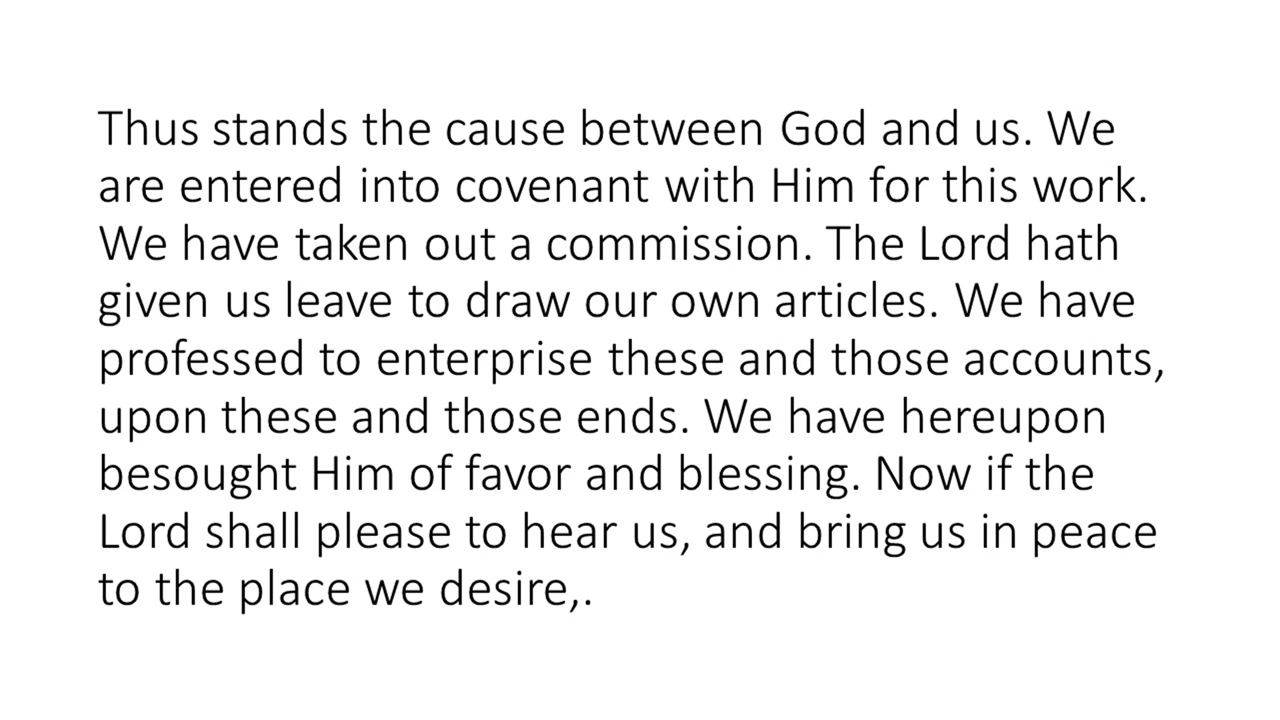 Thus stands the cause between God and us. We
are entered into covenant with Him for this work.
We have taken out a commission. The Lord hath
given us leave to draw our own articles. We have
professed to enterprise these and those accounts,
upon these and those ends. We have hereupon
besought Him of favor and blessing. Now if the
Lord shall please to hear us, and bring us in peace
to the place we desire,.